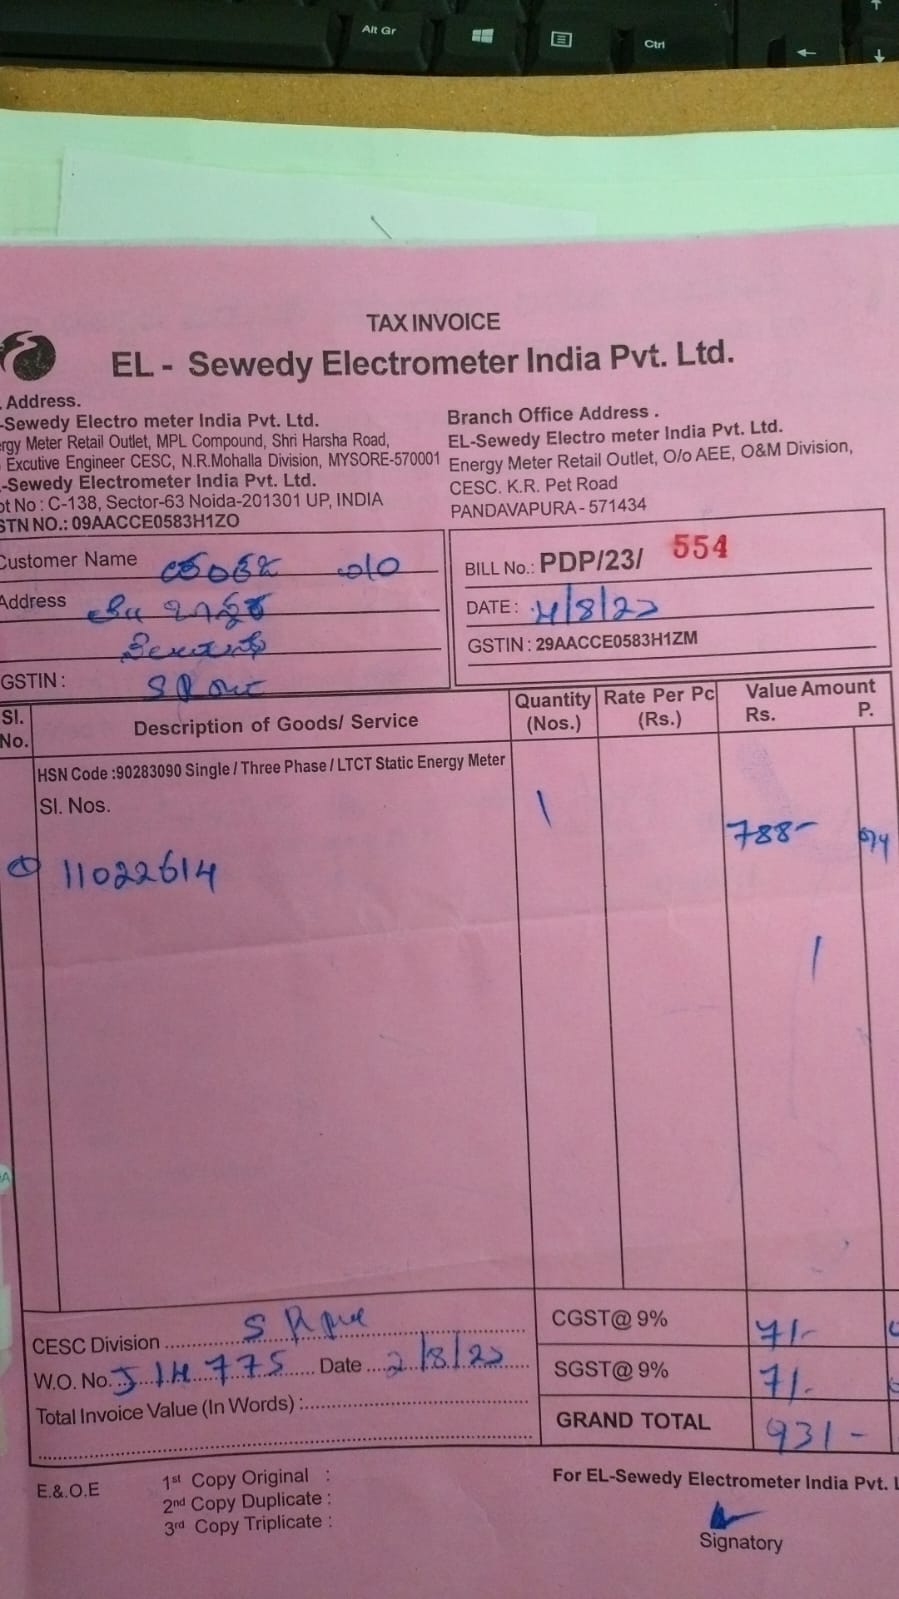 Alt Gr
Ctrl
TAX INVOICE
EL - Sewedy Electrometer India Pvt. Ltd.
. Address.
-Sewedy Electro meter India Pvt. Ltd.
rgy Meter Retail Outlet, MPL Compound, Shri Harsha Road,
Excutive Engineer CESC, N.R.Mohalla Division, MYSORE-570001
-Sewedy Electrometer India Pvt. Ltd.
ot No : C-138, Sector-63 Noida-201301 UP, INDIA
STN NO.: 09AACCE0583H1ZO
Branch Office Address .
EL-Sewedy Electro meter India Pvt. Ltd.
Energy Meter Retail Outlet, O/o AEE, O&M Division,
CESC. K.R. Pet Road
PANDAVAPURA - 571434
Customer Name
Address
GSTIN :
BILL No.: PDP/23/ 554
DATE :
GSTIN : 29AACCE0583H1ZM
Sl. No. Description of Goods/ Service Quantity (Nos.) Rate Per Pc (Rs.) Value Amount Rs. P.
HSN Code :90283090 Single / Three Phase / LTCT Static Energy Meter
Sl. Nos. 1
788-
11022614
CESC Division
W.O. No. 775 Date
Total Invoice Value (In Words) :
CGST@ 9% 71-
SGST@ 9% 71-
GRAND TOTAL 931-
E.&.O.E
1st Copy Original :
2nd Copy Duplicate :
3rd Copy Triplicate :
For EL-Sewedy Electrometer India Pvt. L
Signatory